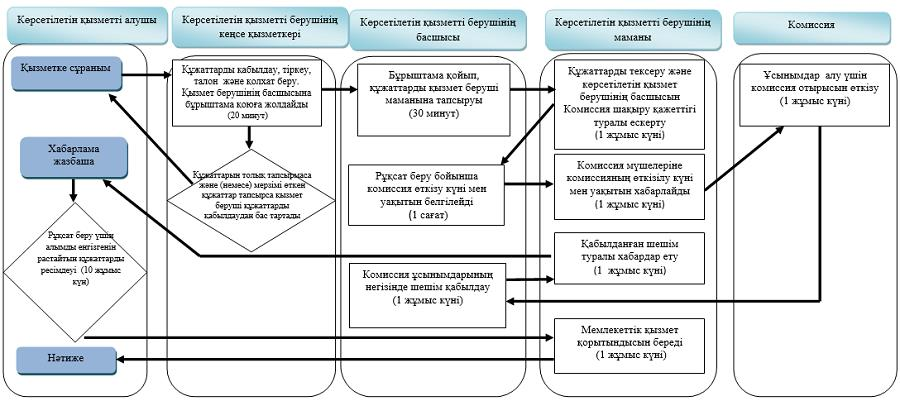 Көрсетілетін қызметті алушы
Көрсетілетін қызметті берушінің
кеңсе қызметкері
Көрсетілетін қызметті берушінің
басшысы
Көрсетілетін қызметті берушінің
маманы
Комиссия
Қызметке сұраным
Құжаттарды қабылдау, тіркеу,
талон және қолхат беру.
Қызмет берушінің басшысына
бұрыштама қоюға жолдайды
(20 минут)
Бұрыштама қойып,
құжаттарды қызмет беруші
маманына тапсыруы
(30 минут)
Құжаттарды тексеру және
көрсетілетін қызмет
берушінің басшысын
Комиссия шақыру қажеттігі
туралы ескерту
(1 жұмыс күні)
Ұсынымдар алу үшін
комиссия отырысын өткізу
(1 жұмыс күні)
Хабарлама
жазбаша
Құжаттарын толық тапсырмаса
және (немесе) мерзімі өткен
құжаттар тапсырса қызмет
беруші құжаттарды
қабылдаудан бас тартады
Рұқсат беру бойынша
комиссия өткізу күні мен
уақытын белгілейді
(1 сағат)
Комиссия мүшелеріне
комиссияның өткізілу күні
мен уақытын хабарлайды
(1 жұмыс күні)
Рұқсат беру үшін
алымды енгізгенін
растайтын құжаттарды
ресімдеуі (10 жұмыс
күн)
Комиссия ұсынымдарының
негізінде шешім қабылдау
(1 жұмыс күні)
Қабылданған шешім
туралы хабардар ету
(1 жұмыс күні)
Мемлекеттік қызмет
қорытындысын береді
(1 жұмыс күні)
Нәтиже